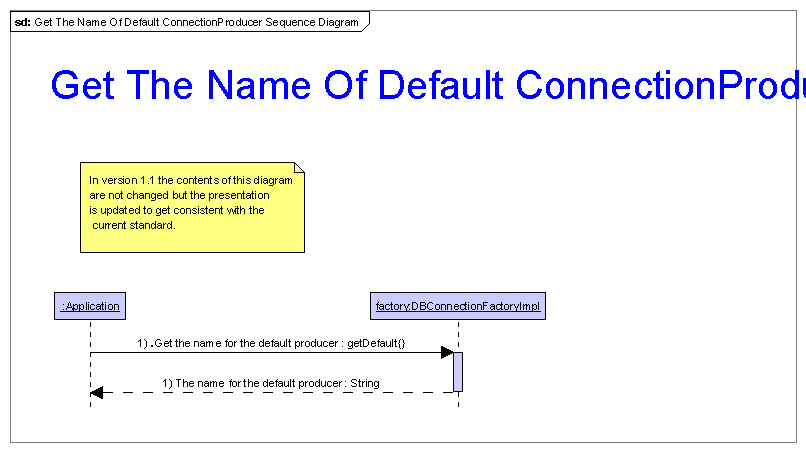 sd: Get The Name Of Default ConnectionProducer Sequence Diagram
Get The Name Of Default ConnectionProdu
In version 1.1 the contents of this diagram
are not changed but the presentation
is updated to get consistent with the
current standard.
:Application
factory:DBConnectionFactoryImpl
1) .Get the name for the default producer : getDefault()
1) The name for the default producer : String